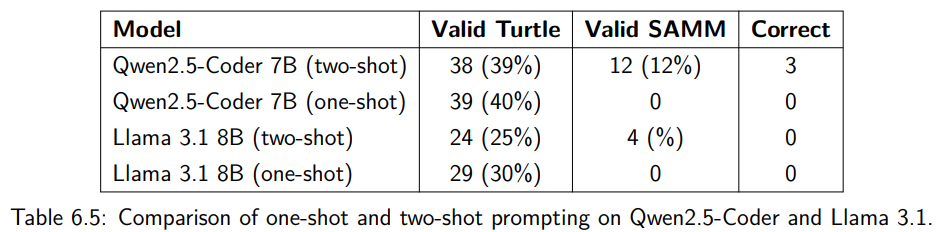 Model Valid Turtle Valid SAMM Correct
Qwen2.5-Coder 7B (two-shot) 38 (39%) 12 (12%) 3
Qwen2.5-Coder 7B (one-shot) 39 (40%) 0 0
Llama 3.1 8B (two-shot) 24 (25%) 4 (%) 0
Llama 3.1 8B (one-shot) 29 (30%) 0 0
Table 6.5: Comparison of one-shot and two-shot prompting on Qwen2.5-Coder and Llama 3.1.